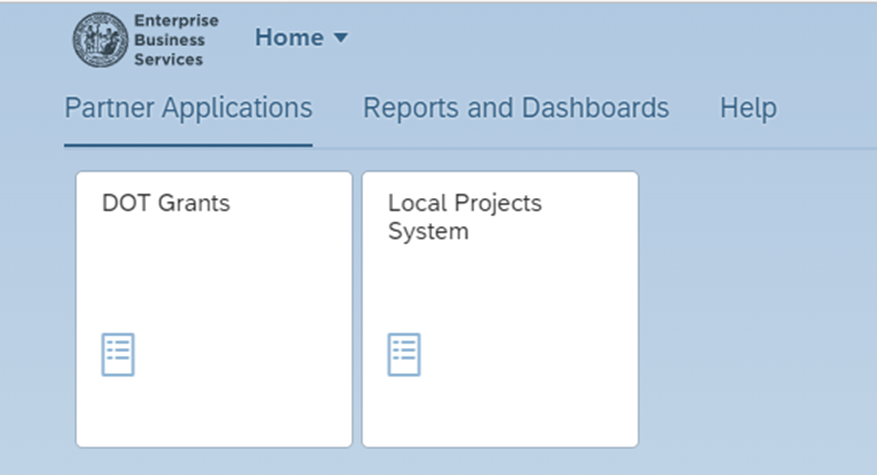 Enterprise
Business
Services
Home
Partner Applications
Reports and Dashboards
Help
DOT Grants
Local Projects
System